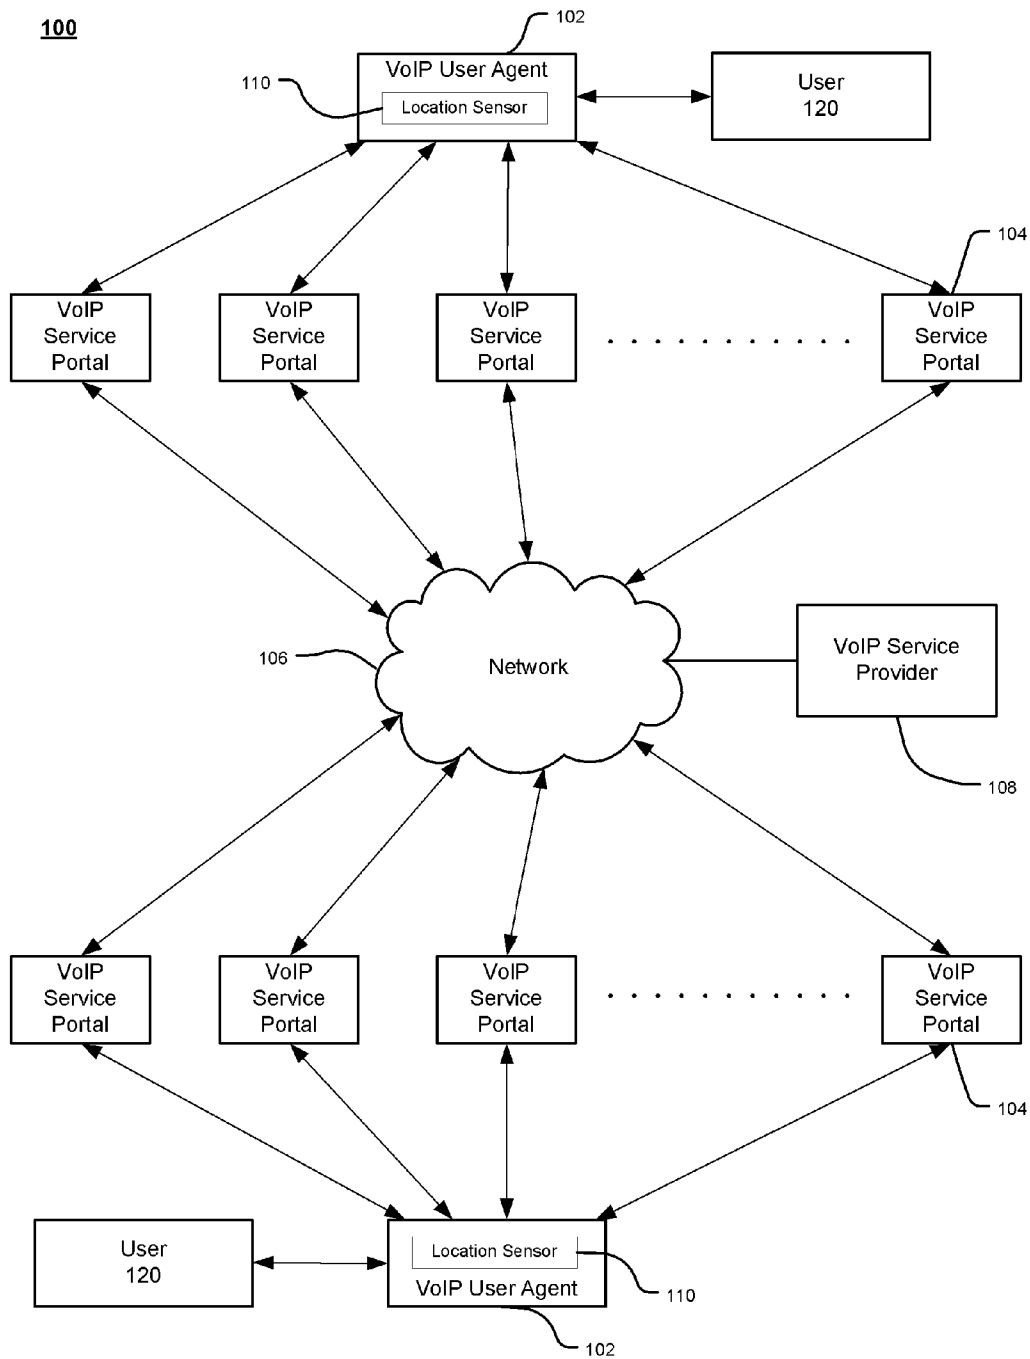 100
102
VoIP User Agent
110
Location Sensor
User
120
104
VoIP
Service
Portal
VoIP
Service
Portal
VoIP
Service
Portal
VoIP
Service
Portal
106
Network
VoIP Service
Provider
108
VoIP
Service
Portal
VoIP
Service
Portal
VoIP
Service
Portal
VoIP
Service
Portal
104
User
120
Location Sensor
VoIP User Agent
110
102